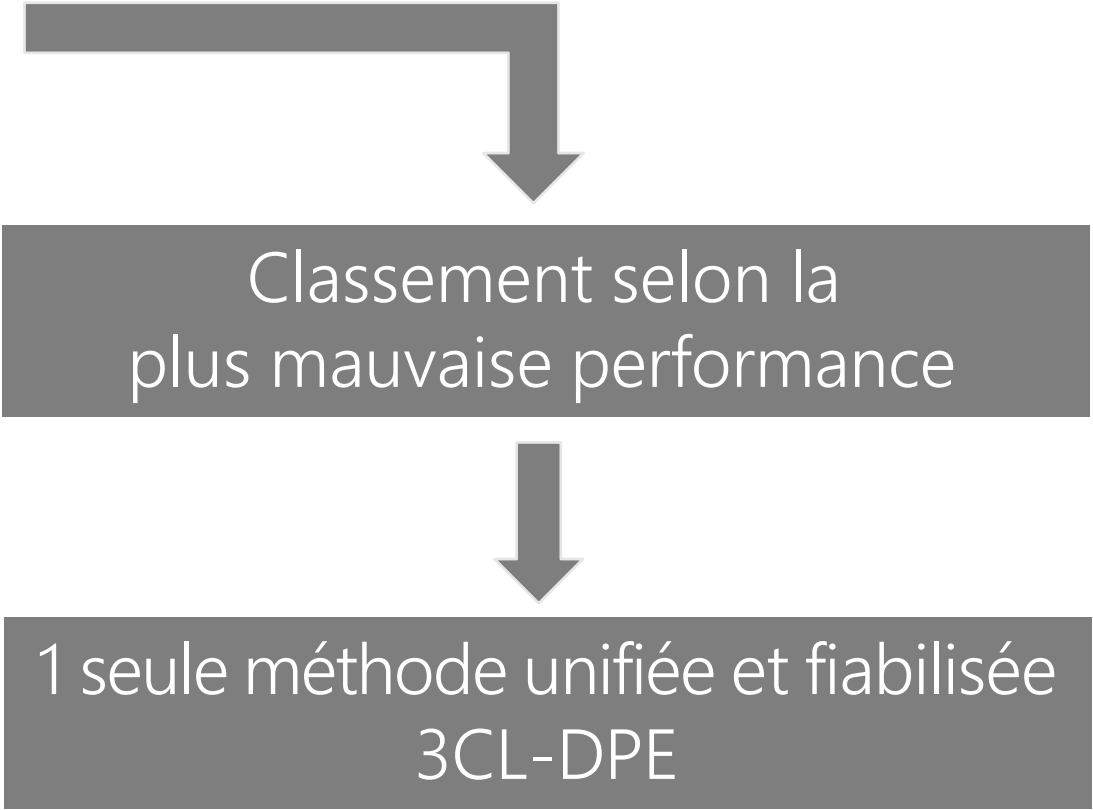 Classement selon la
plus mauvaise performance
1 seule méthode unifiée et fiabilisée
3CL-DPE